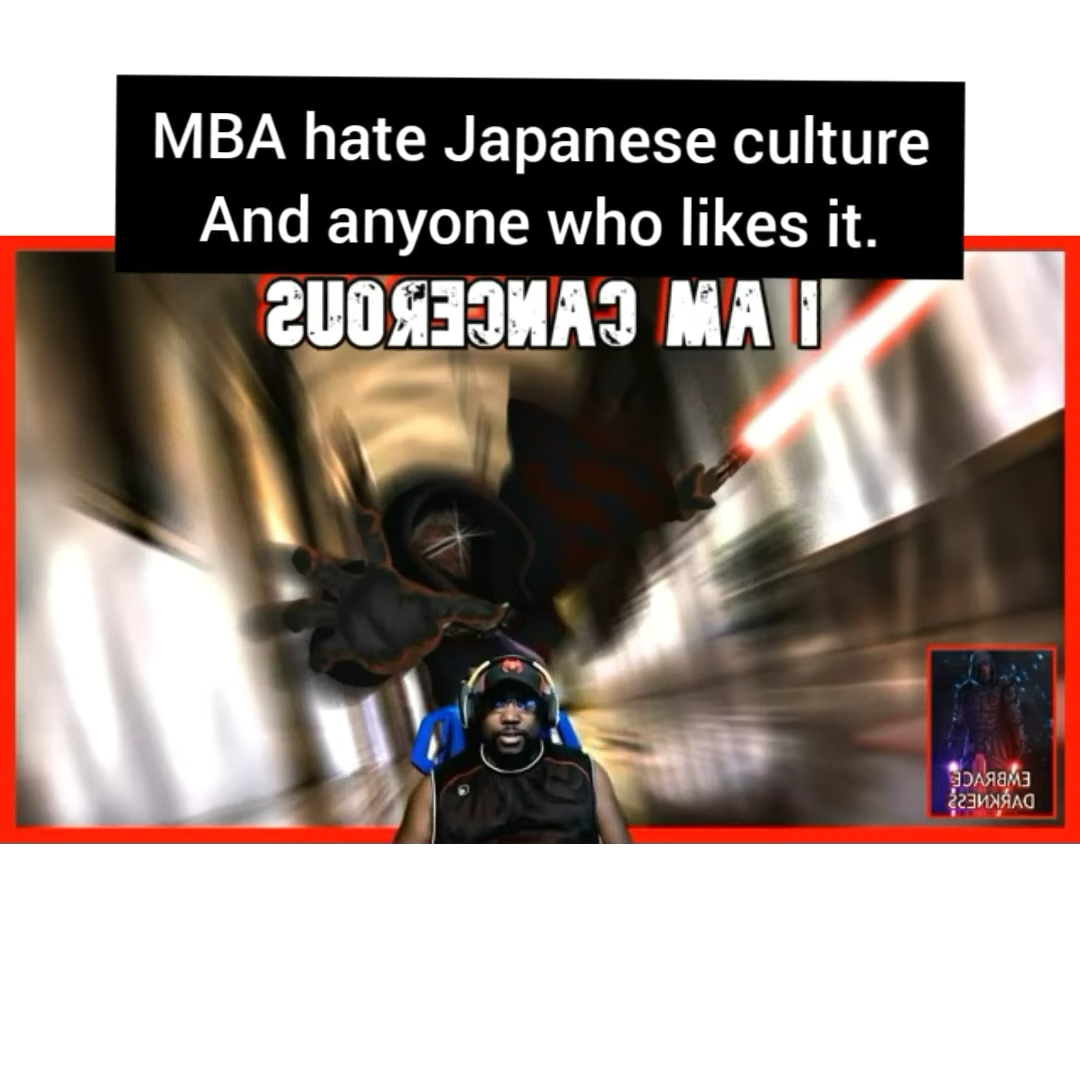 MBA hate Japanese culture
And anyone who likes it.
I AM CANCEROUS
EMBRACE
DARKNESS